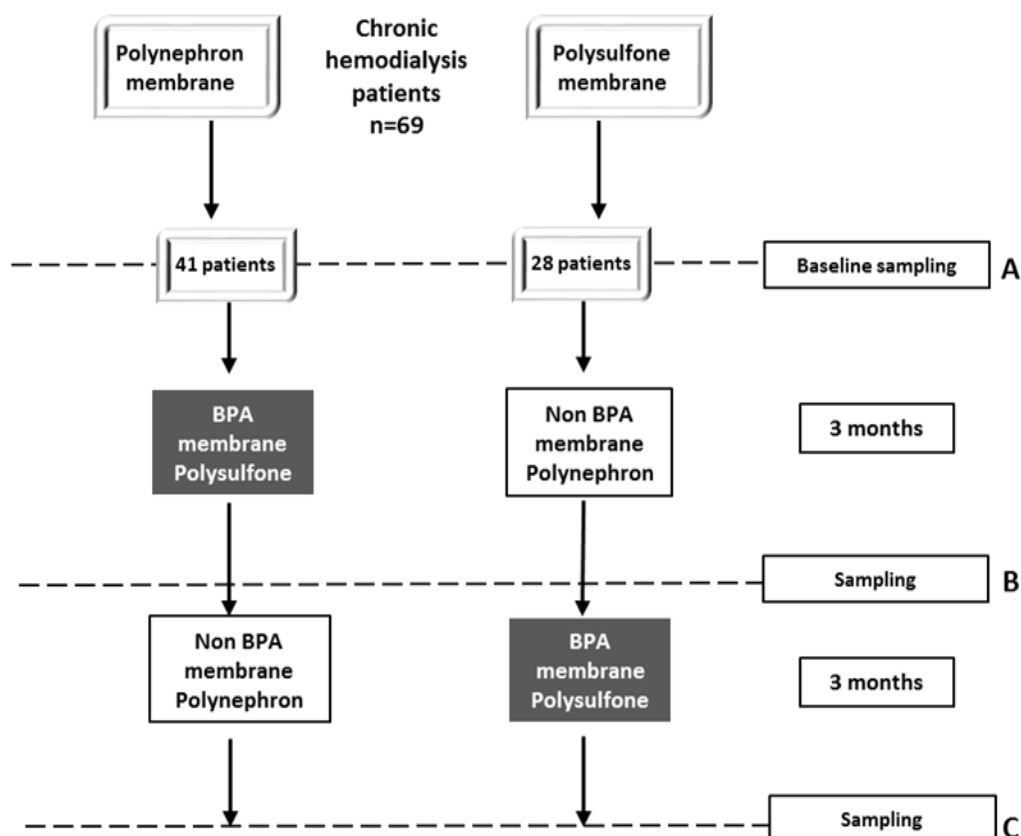 Polynephron
membrane
Chronic
hemodialysis
patients
n=69
Polysulfone
membrane
41 patients
28 patients
Baseline sampling
A
BPA
membrane
Polysulfone
Non BPA
membrane
Polynephron
3 months
Sampling
B
Non BPA
membrane
Polynephron
BPA
membrane
Polysulfone
3 months
Sampling
C